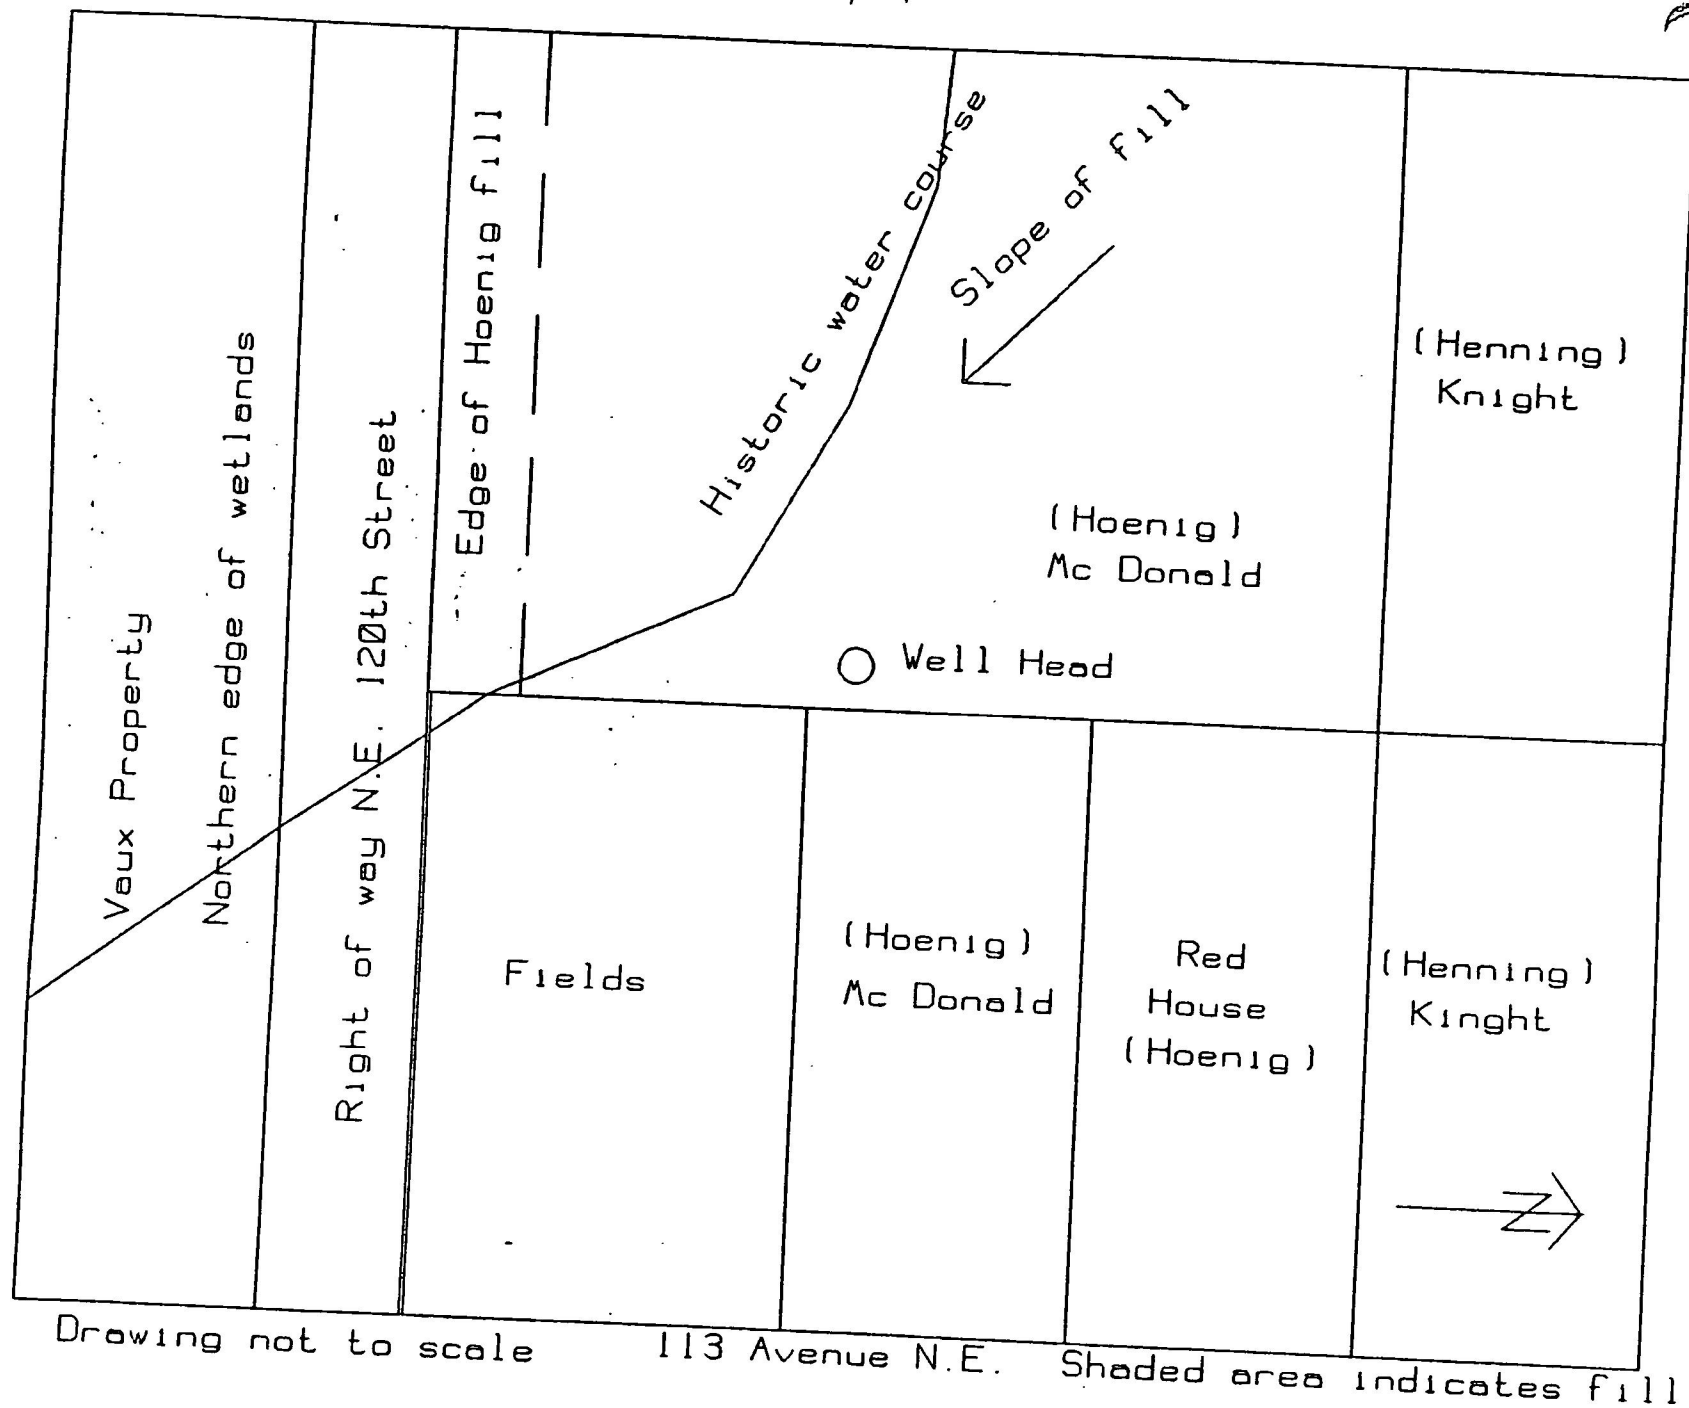 Vaux Property
Northern edge of wetlands
Right of way N.E. 120th Street
Edge of Hoenig fill
Historic water course
Slope of fill
(Henning)
Knight
(Hoenig)
Mc Donald
Well Head
Fields
(Hoenig)
Mc Donald
Red
House
(Hoenig)
(Henning)
Kinght
N
Drawing not to scale
113 Avenue N.E.
Shaded area indicates fill